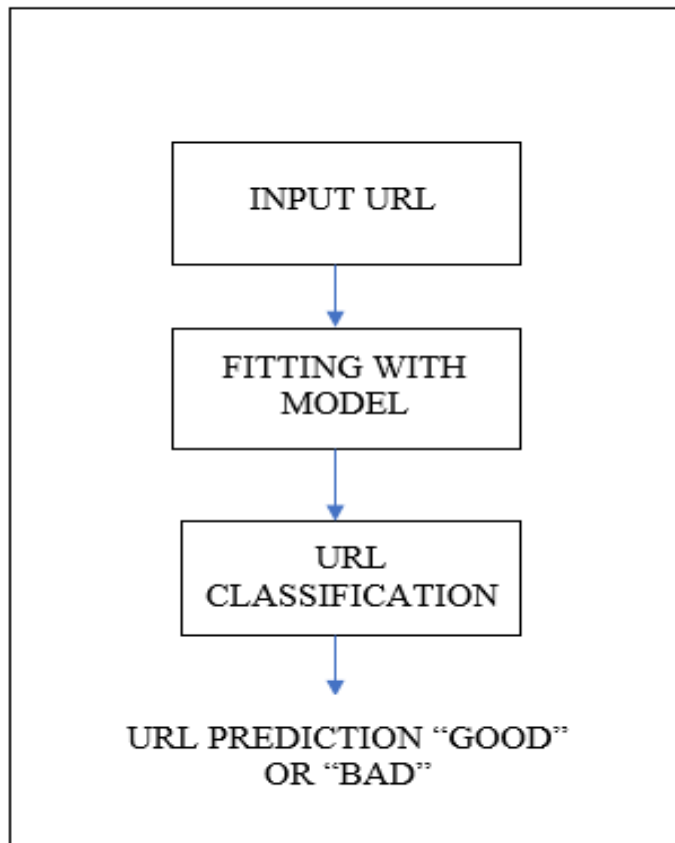 INPUT URL
FITTING WITH
MODEL
URL
CLASSIFICATION
URL PREDICTION “GOOD”
OR “BAD”